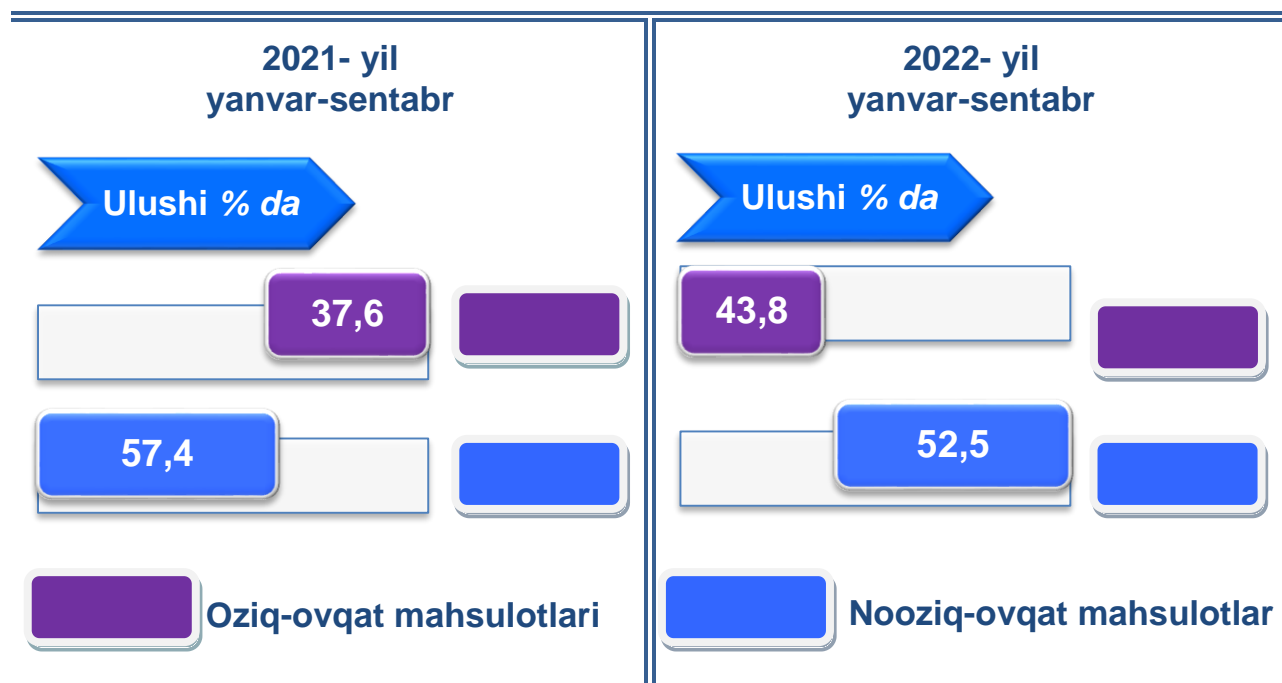 2021- yil
yanvar-sentabr
Ulushi % da
37,6
57,4
2022- yil
yanvar-sentabr
Ulushi % da
43,8
52,5
Oziq-ovqat mahsulotlari
Nooziq-ovqat mahsulotlar